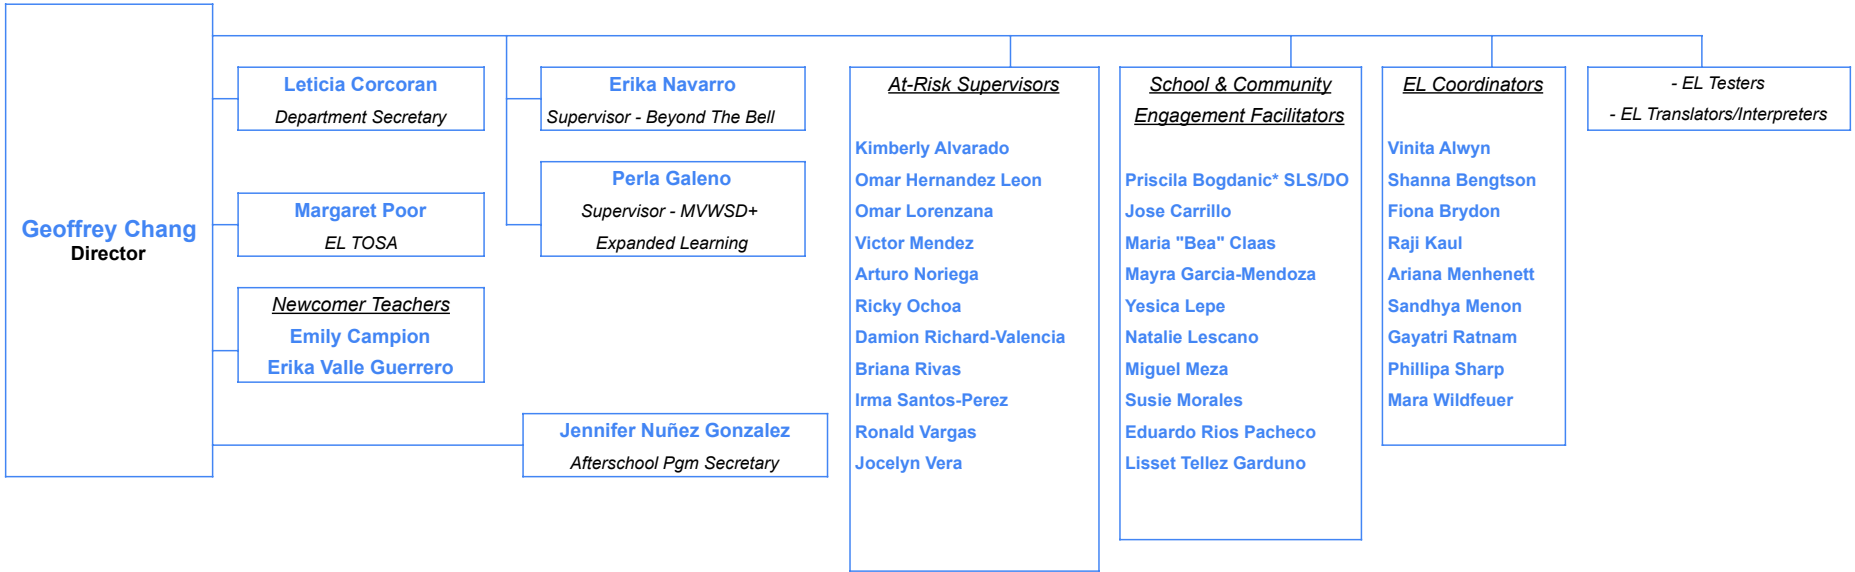 Geoffrey Chang
Director
Leticia Corcoran
Department Secretary
Margaret Poor
EL TOSA
Newcomer Teachers
Emily Campion
Erika Valle Guerrero
Erika Navarro
Supervisor - Beyond The Bell
Perla Galeno
Supervisor - MVWSD+
Expanded Learning
Jennifer Nuñez Gonzalez
Afterschool Pgm Secretary
At-Risk Supervisors
Kimberly Alvarado
Omar Hernandez Leon
Omar Lorenzana
Victor Mendez
Arturo Noriega
Ricky Ochoa
Damion Richard-Valencia
Briana Rivas
Irma Santos-Perez
Ronald Vargas
Jocelyn Vera
School & Community
Engagement Facilitators
Priscila Bogdanic* SLS/DO
Jose Carrillo
Maria "Bea" Claas
Mayra Garcia-Mendoza
Yesica Lepe
Natalie Lescano
Miguel Meza
Susie Morales
Eduardo Rios Pacheco
Lisset Tellez Garduno
EL Coordinators
Vinita Alwyn
Shanna Bengtson
Fiona Brydon
Raji Kaul
Ariana Menhenett
Sandhya Menon
Gayatri Ratnam
Phillipa Sharp
Mara Wildfeuer
- EL Testers
- EL Translators/Interpreters